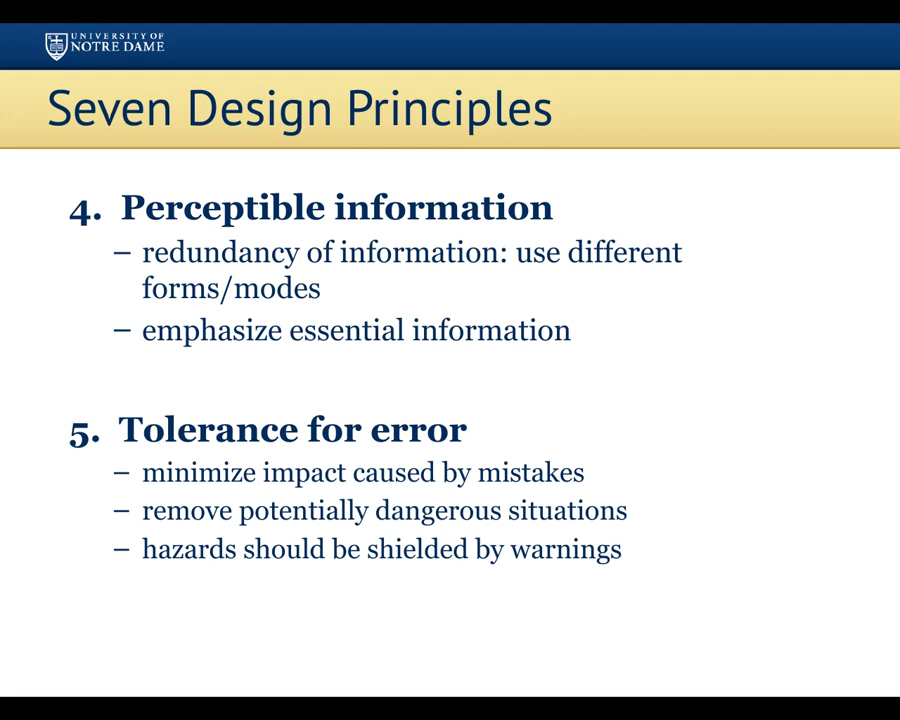 UNIVERSITY OF
NOTRE DAME
Seven Design Principles
4. Perceptible information
– redundancy of information: use different
forms/modes
– emphasize essential information
5. Tolerance for error
– minimize impact caused by mistakes
– remove potentially dangerous situations
– hazards should be shielded by warnings